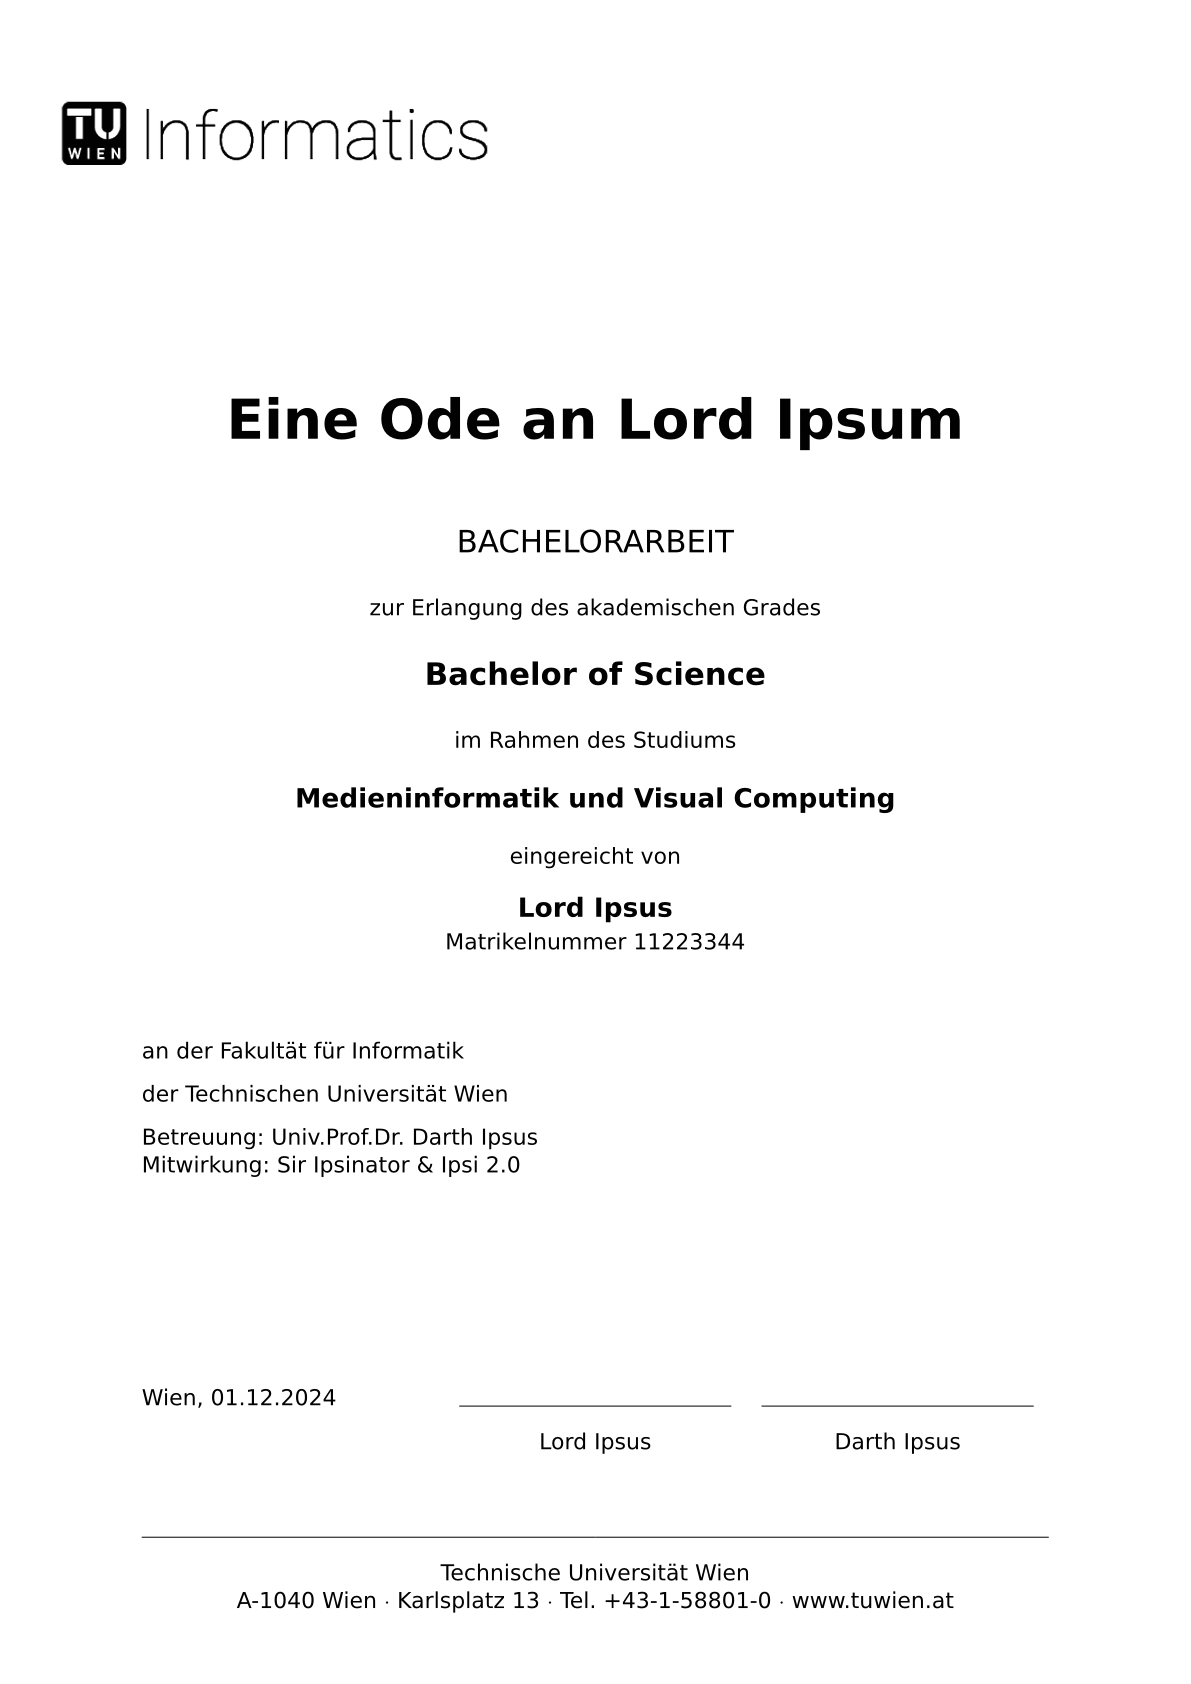 TU
WIEN
Informatics
Eine Ode an Lord Ipsum
BACHELORARBEIT
zur Erlangung des akademischen Grades
Bachelor of Science
im Rahmen des Studiums
Medieninformatik und Visual Computing
eingereicht von
Lord Ipsus
Matrikelnummer 11223344
an der Fakultät für Informatik
der Technischen Universität Wien
Betreuung: Univ.Prof.Dr. Darth Ipsus
Mitwirkung: Sir Ipsinator & Ipsi 2.0
Wien, 01.12.2024
Lord Ipsus Darth Ipsus
Technische Universität Wien
A-1040 Wien · Karlsplatz 13 · Tel. +43-1-58801-0 · www.tuwien.at